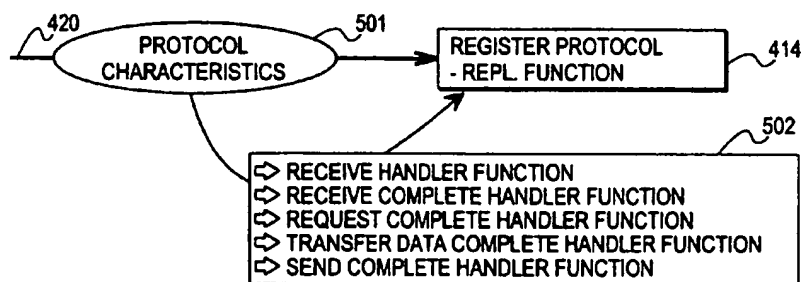 420
PROTOCOL
CHARACTERISTICS
501
REGISTER PROTOCOL
- REPL. FUNCTION
414
502
⇨ RECEIVE HANDLER FUNCTION
⇨ RECEIVE COMPLETE HANDLER FUNCTION
⇨ REQUEST COMPLETE HANDLER FUNCTION
⇨ TRANSFER DATA COMPLETE HANDLER FUNCTION
⇨ SEND COMPLETE HANDLER FUNCTION